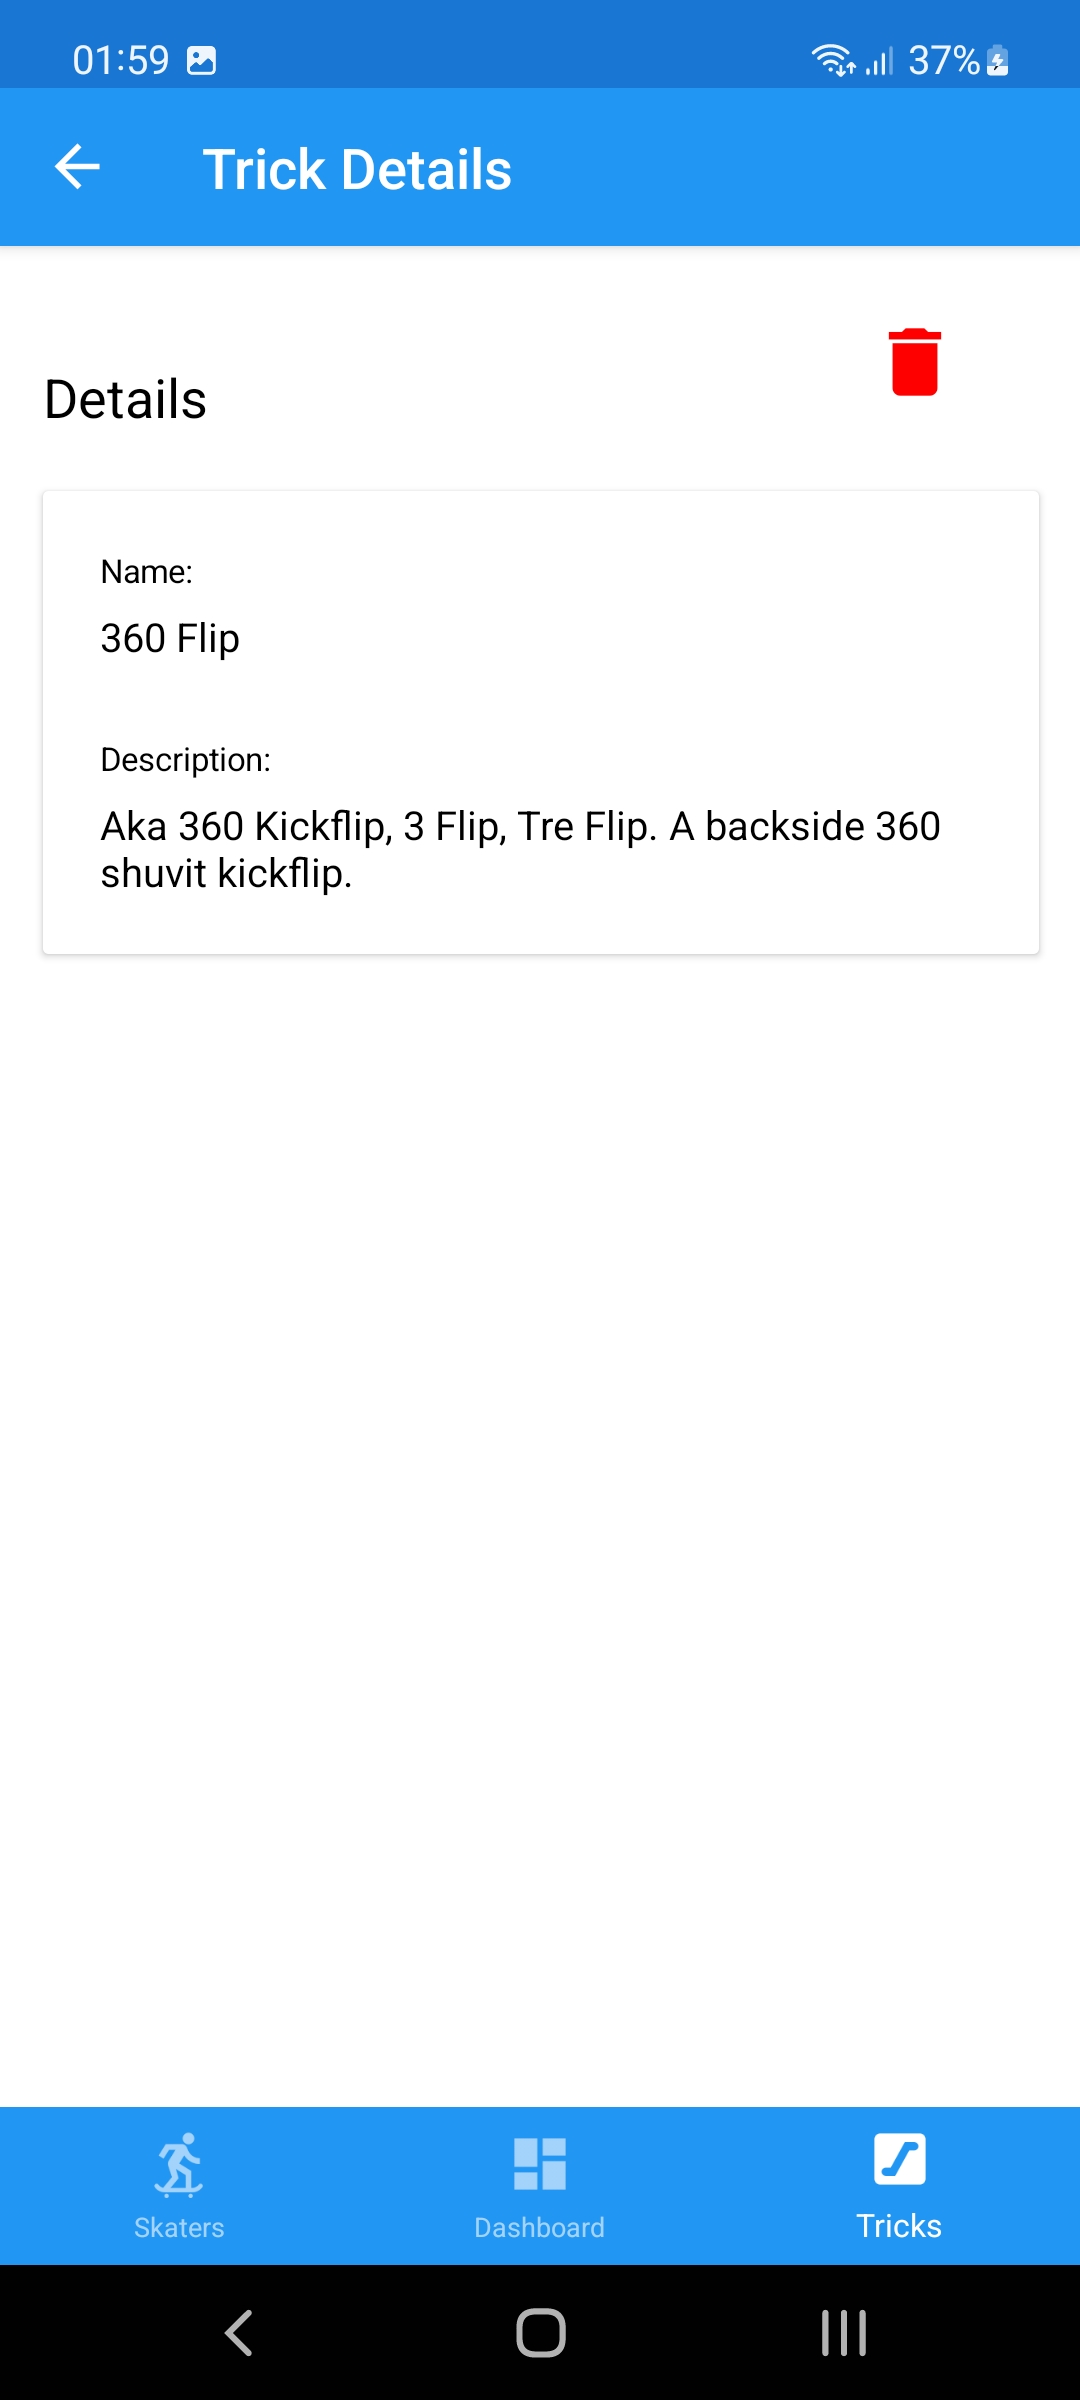 01:59
37%
Trick Details
Details
Name:
360 Flip
Description:
Aka 360 Kickflip, 3 Flip, Tre Flip. A backside 360
shuvit kickflip.
Skaters
Dashboard
Tricks